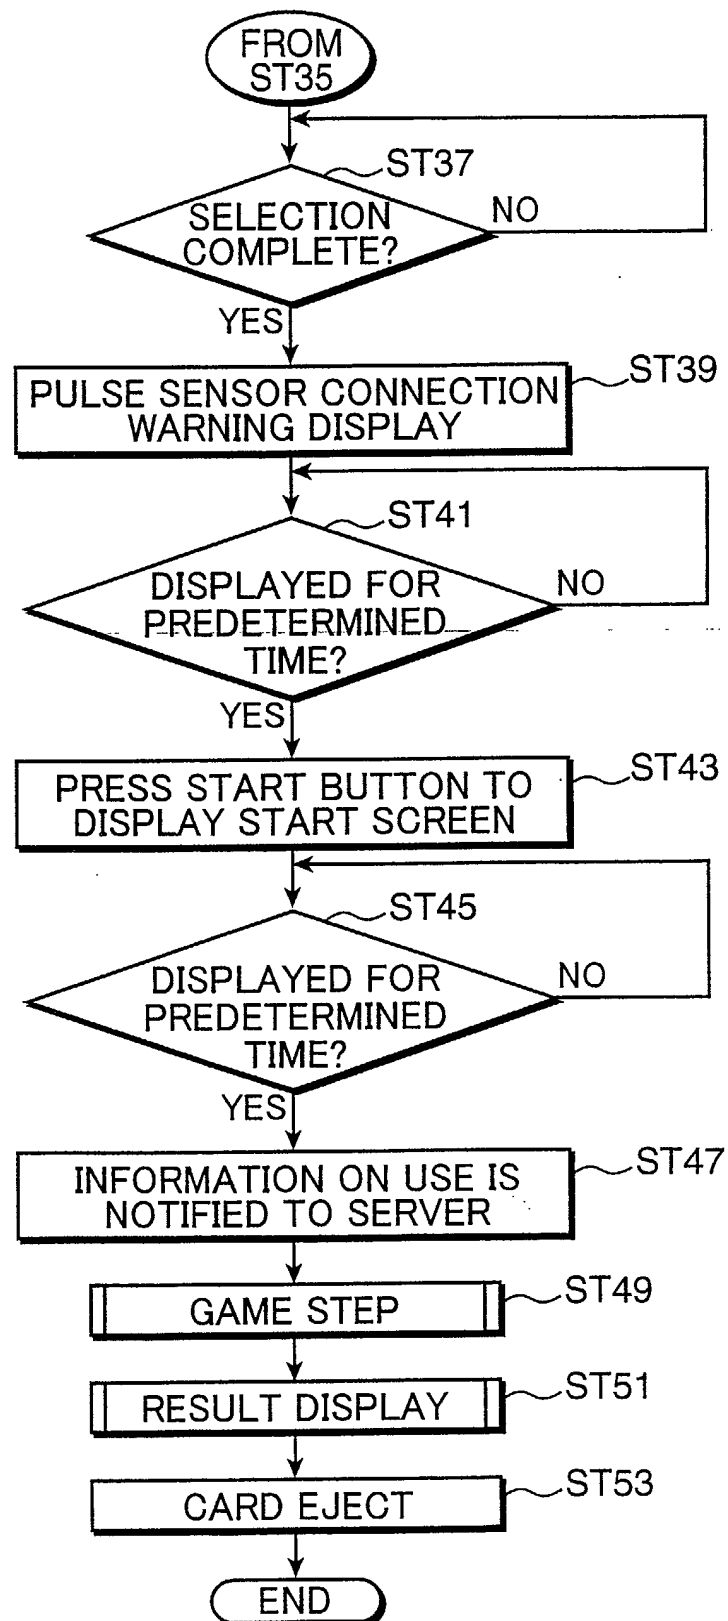 FROM
ST35
ST37
SELECTION
COMPLETE?
NO
YES
ST39
PULSE SENSOR CONNECTION
WARNING DISPLAY
ST41
DISPLAYED FOR
PREDETERMINED
TIME?
NO
YES
ST43
PRESS START BUTTON TO
DISPLAY START SCREEN
ST45
DISPLAYED FOR
PREDETERMINED
TIME?
NO
YES
ST47
INFORMATION ON USE IS
NOTIFIED TO SERVER
ST49
GAME STEP
ST51
RESULT DISPLAY
ST53
CARD EJECT
END